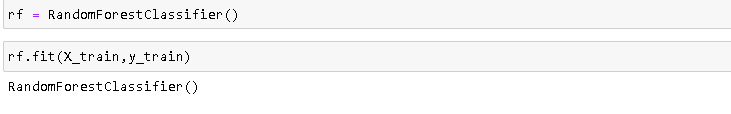 rf = RandomForestClassifier()
rf.fit(X_train,y_train)
RandomForestClassifier()